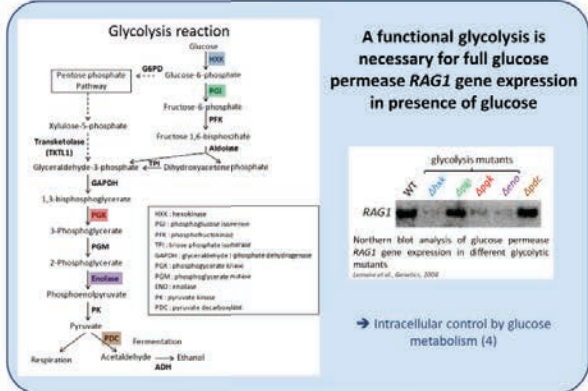 Glycolysis reaction
Glucose
HXK
G6PD
Glucose-6-phosphate
Pentose phosphate
Pathway
PGI
Fructose-6-phosphate
PFK
Xylulose-5-phosphate
Fructose 1,6-bisphosphate
Transketolase
(TKTL1)
Aldolase
Glyceraldehyde-3-phosphate
TPI
Dihydroxyacetone phosphate
GAPDH
1,3-bisphosphoglycerate
PGK
3-Phosphoglycerate
PGM
2-Phosphoglycerate
Enolase
Phosphoenolpyruvate
PK
Pyruvate
PDC
Fermentation
Respiration
Acetaldehyde
Ethanol
ADH
HXK : hexokinase
PGI : phosphoglucose isomerase
PFK : phosphofructokinase
TPI : triose phosphate isomerase
GAPDH : glyceraldehyde phosphate dehydrogenase
PGK : phosphoglycerate kinase
PGM : phosphoglycerate mutase
ENO : enolase
PK : pyruvate kinase
PDC : pyruvate decarboxylase
A functional glycolysis is
necessary for full glucose
permease RAG1 gene expression
in presence of glucose
glycolysis mutants
WT
Δhxk
Δpgi
Δpgk
Δeno
Δpdc
RAG1
Northern blot analysis of glucose permease
RAG1 gene expression in different glycolytic
mutants
Lemaire et al., Genetics,
→ Intracellular control by glucose
metabolism (4)